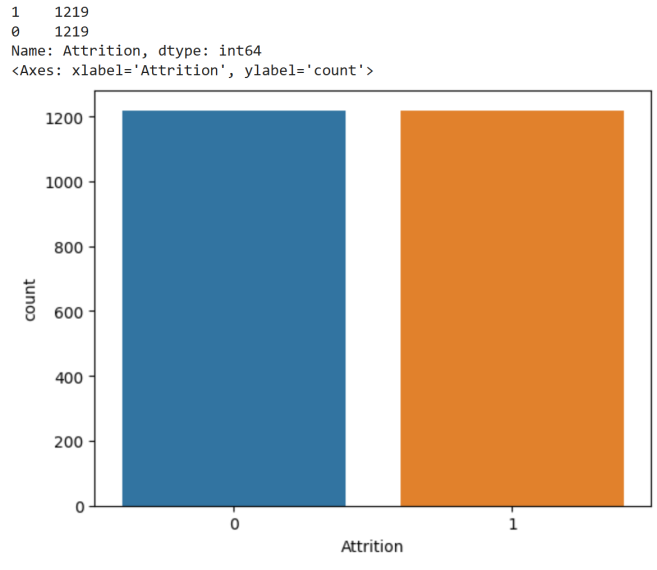 1    1219
0    1219
Name: Attrition, dtype: int64
<Axes: xlabel='Attrition', ylabel='count'>
1200
1000
800
600
400
200
0
count
0 1
Attrition